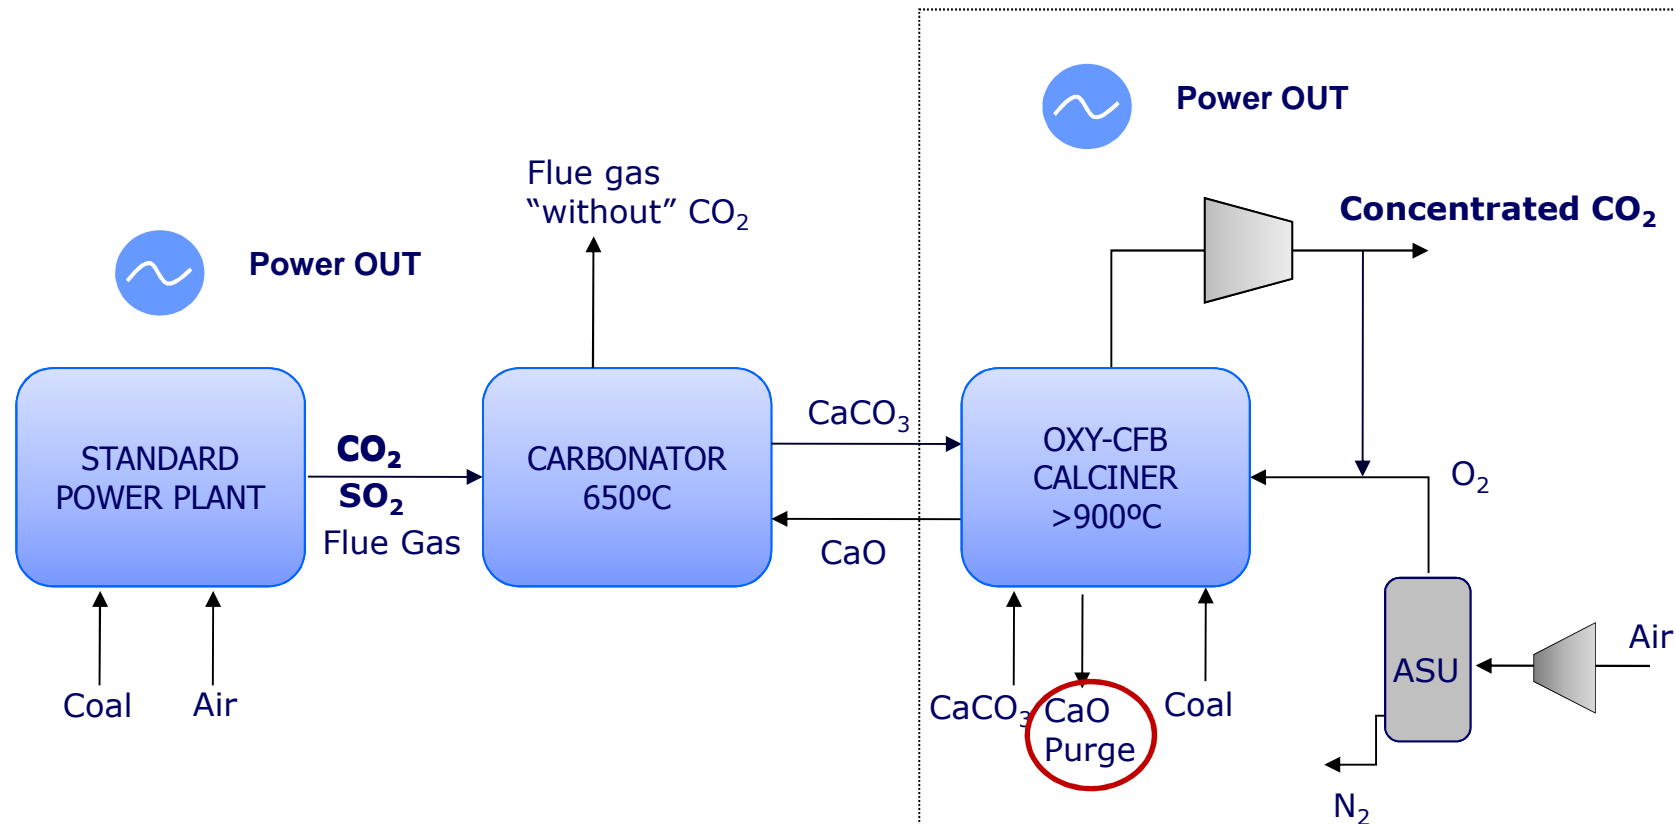 Power OUT
Flue gas
“without” CO₂
Concentrated CO₂
Power OUT
STANDARD
POWER PLANT
CO₂
SO₂
Flue Gas
CARBONATOR
650ºC
CaCO₃
CaO
OXY-CFB
CALCINER
>900ºC
O₂
Coal
Air
CaCO₃
CaO
Purge
Coal
ASU
Air
N₂